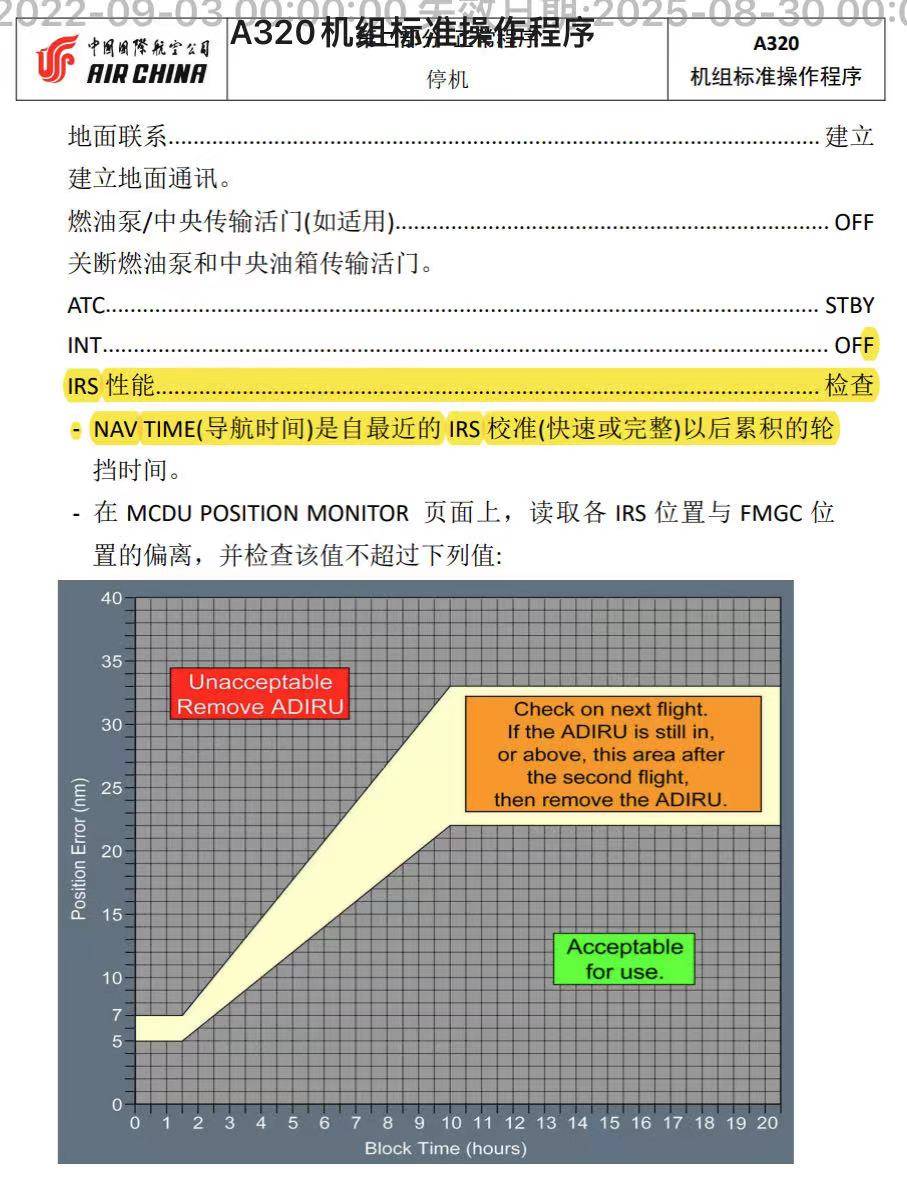 2022-09-03 00:00:00 失效日期:2025-08-30 00:0
中国国际航空公司
AIR CHINA
A320机组标准操作程序
停机
A320
机组标准操作程序
地面联系........................................ 建立
建立地面通讯。
燃油泵/中央传输活门(如适用)........................................ OFF
关断燃油泵和中央油箱传输活门。
ATC........................................ STBY
INT........................................ OFF
IRS 性能........................................ 检查
- NAV TIME(导航时间)是自最近的 IRS 校准(快速或完整)以后累积的轮
挡时间。
- 在 MCDU POSITION MONITOR 页面上，读取各 IRS 位置与 FMGC 位
置的偏离，并检查该值不超过下列值:
40
35
30
25
20
15
10
7
5
0
Position Error (nm)
Unacceptable
Remove ADIRU
Check on next flight.
If the ADIRU is still in,
or above, this area after
the second flight,
then remove the ADIRU.
Acceptable
for use.
0 1 2 3 4 5 6 7 8 9 10 11 12 13 14 15 16 17 18 19 20
Block Time (hours)